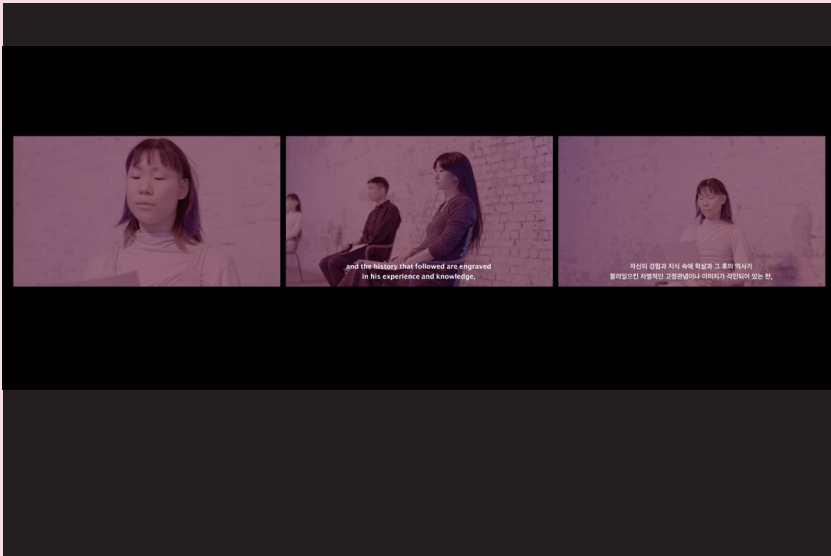 and the history that followed are engraved
in his experience and knowledge,
자신의 경험과 지식 속에 학살과 그 후의 역사가
불러일으킨 차별적인 고정관념이나 이미지가 각인되어 있는 한,